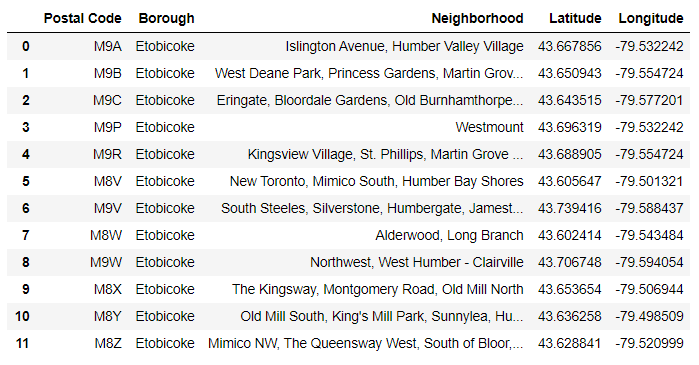 Postal Code Borough Neighborhood Latitude Longitude
0 M9A Etobicoke Islington Avenue, Humber Valley Village 43.667856 -79.532242
1 M9B Etobicoke West Deane Park, Princess Gardens, Martin Grov... 43.650943 -79.554724
2 M9C Etobicoke Eringate, Bloordale Gardens, Old Burnhamthorpe... 43.643515 -79.577201
3 M9P Etobicoke Westmount 43.696319 -79.532242
4 M9R Etobicoke Kingsview Village, St. Phillips, Martin Grove ... 43.688905 -79.554724
5 M8V Etobicoke New Toronto, Mimico South, Humber Bay Shores 43.605647 -79.501321
6 M9V Etobicoke South Steeles, Silverstone, Humbergate, Jamest... 43.739416 -79.588437
7 M8W Etobicoke Alderwood, Long Branch 43.602414 -79.543484
8 M9W Etobicoke Northwest, West Humber - Clairville 43.706748 -79.594054
9 M8X Etobicoke The Kingsway, Montgomery Road, Old Mill North 43.653654 -79.506944
10 M8Y Etobicoke Old Mill South, King's Mill Park, Sunnylea, Hu... 43.636258 -79.498509
11 M8Z Etobicoke Mimico NW, The Queensway West, South of Bloor,... 43.628841 -79.520999